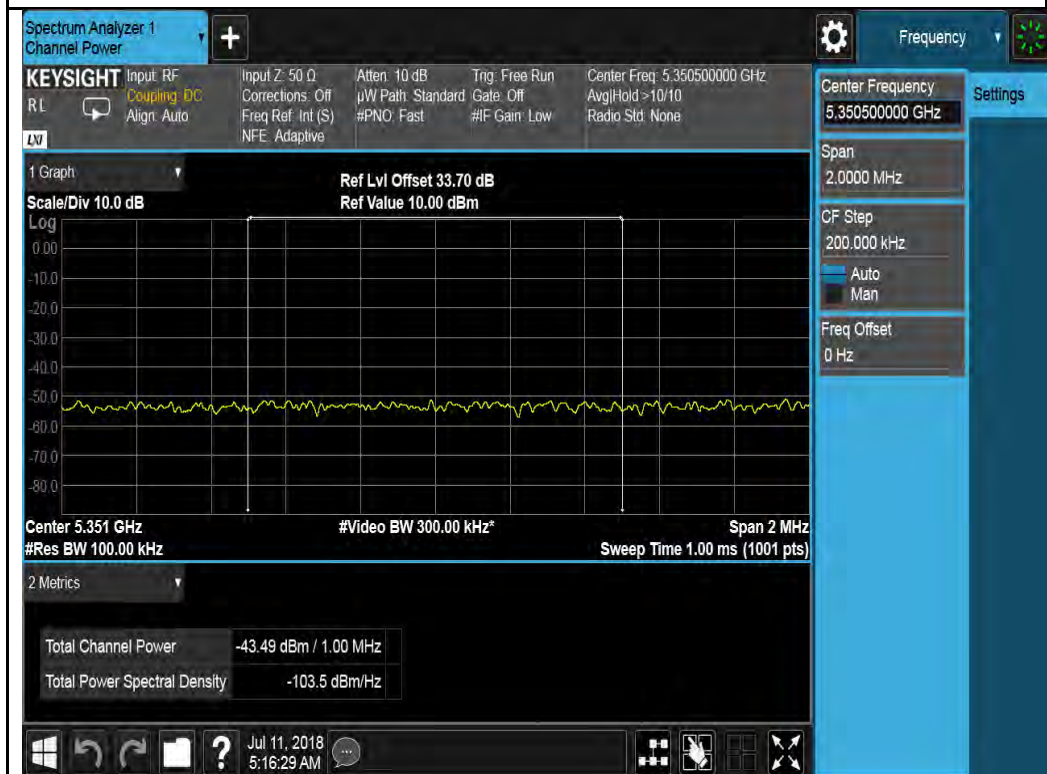 Spectrum Analyzer 1
Channel Power
+
Frequency
KEYSIGHT
RL
LXI
Input: RF
Coupling: DC
Align: Auto
Input Z: 50 Ω
Corrections: Off
Freq Ref: Int (S)
NFE: Adaptive
Atten: 10 dB
µW Path: Standard
#PNO: Fast
Trig: Free Run
Gate: Off
#IF Gain: Low
Center Freq: 5.350500000 GHz
Avg|Hold >10/10
Radio Std: None
Center Frequency
5.350500000 GHz
Settings
Span
2.0000 MHz
CF Step
200.000 kHz
Auto
Man
Freq Offset
0 Hz
1 Graph
Scale/Div 10.0 dB
Ref Lvl Offset 33.70 dB
Ref Value 10.00 dBm
Log
0.00
-10.0
-20.0
-30.0
-40.0
-50.0
-60.0
-70.0
-80.0
Center 5.351 GHz
#Video BW 300.00 kHz*
Span 2 MHz
#Res BW 100.00 kHz
Sweep Time 1.00 ms (1001 pts)
2 Metrics
Total Channel Power -43.49 dBm / 1.00 MHz
Total Power Spectral Density -103.5 dBm/Hz
?
Jul 11, 2018
5:16:29 AM